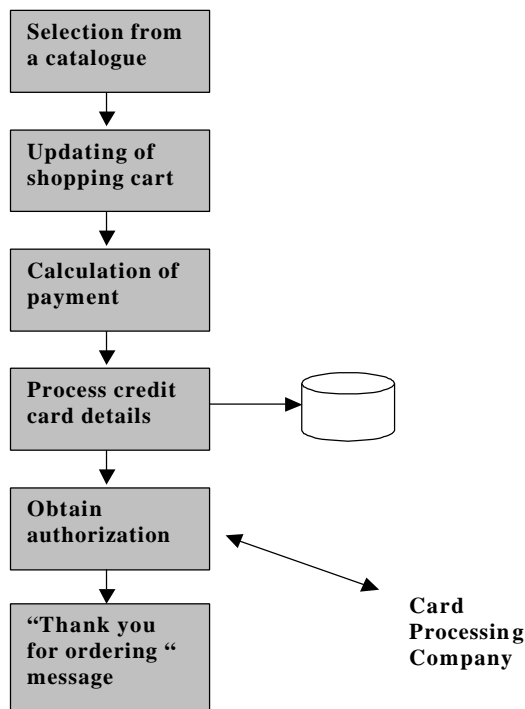 Selection from
a catalogue
Updating of
shopping cart
Calculation of
payment
Process credit
card details
Obtain
authorization
“Thank you
for ordering “
message
Card
Processing
Company